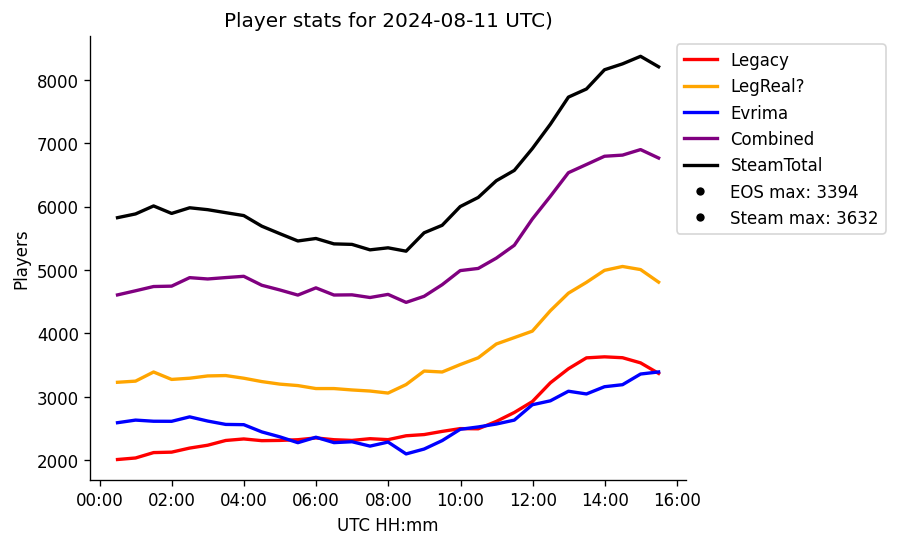 Player stats for 2024-08-11 UTC)
Legacy
LegReal?
Evrima
Combined
SteamTotal
EOS max: 3394
Steam max: 3632
Players
8000
7000
6000
5000
4000
3000
2000
00:00 02:00 04:00 06:00 08:00 10:00 12:00 14:00 16:00
UTC HH:mm